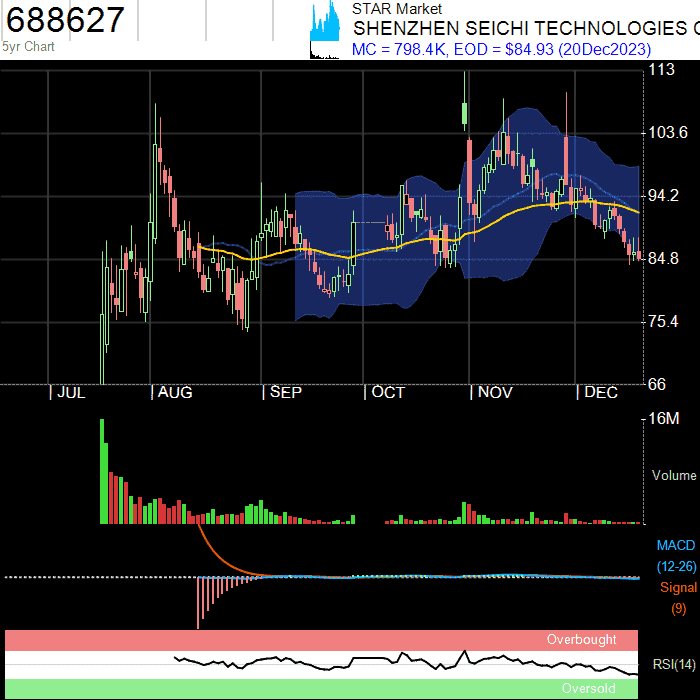 688627
5yr Chart
STAR Market
SHENZHEN SEICHI TECHNOLOGIES C
MC = 798.4K, EOD = $84.93 (20Dec2023)
113
103.6
94.2
84.8
75.4
66
| JUL | AUG | SEP | OCT | NOV | DEC
16M
Volume
MACD
(12-26)
Signal
(9)
Overbought
RSI(14)
Oversold